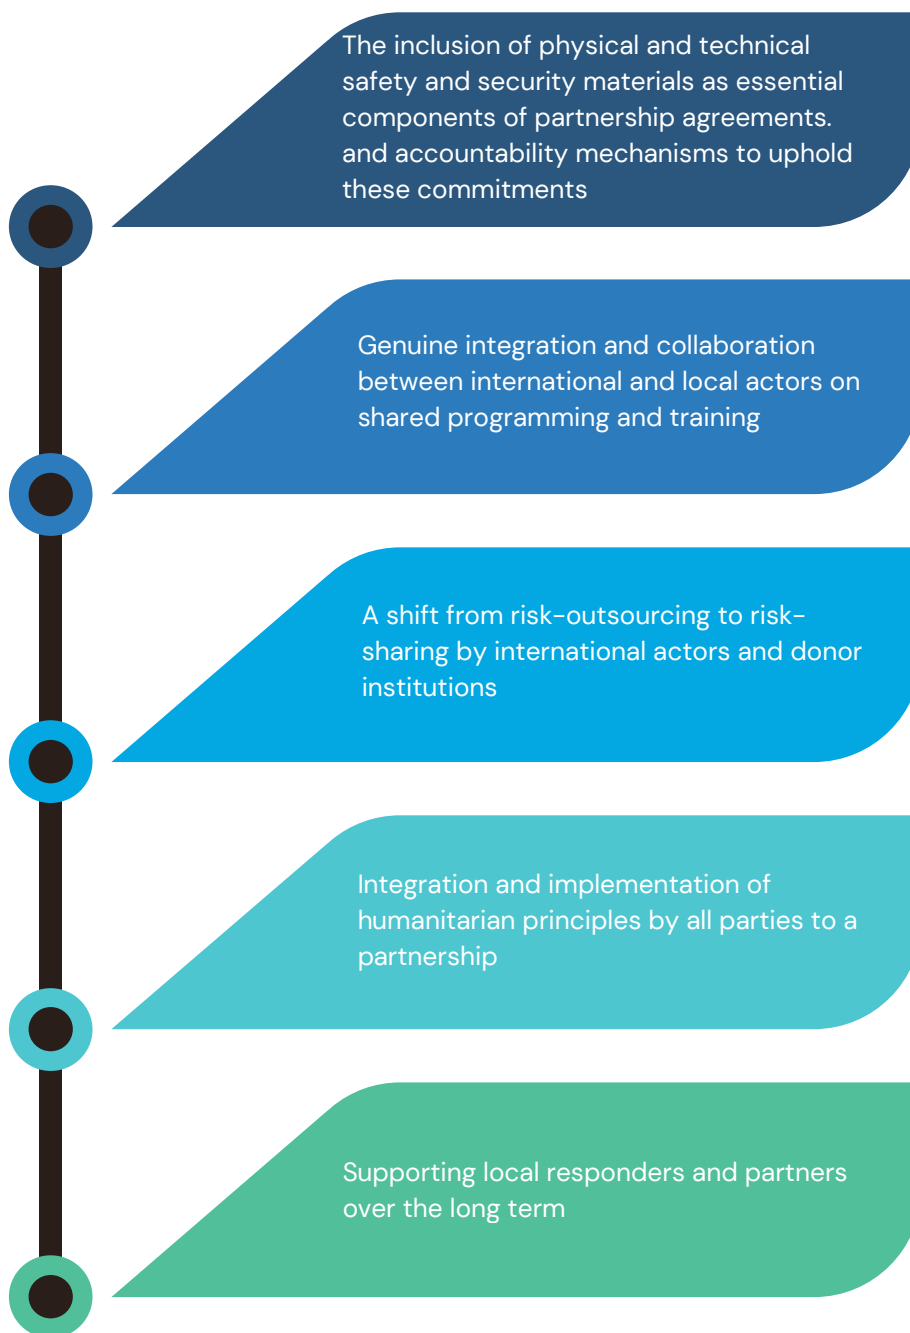 The inclusion of physical and technical
safety and security materials as essential
components of partnership agreements.
and accountability mechanisms to uphold
these commitments
Genuine integration and collaboration
between international and local actors on
shared programming and training
A shift from risk-outsourcing to risk-
sharing by international actors and donor
institutions
Integration and implementation of
humanitarian principles by all parties to a
partnership
Supporting local responders and partners
over the long term